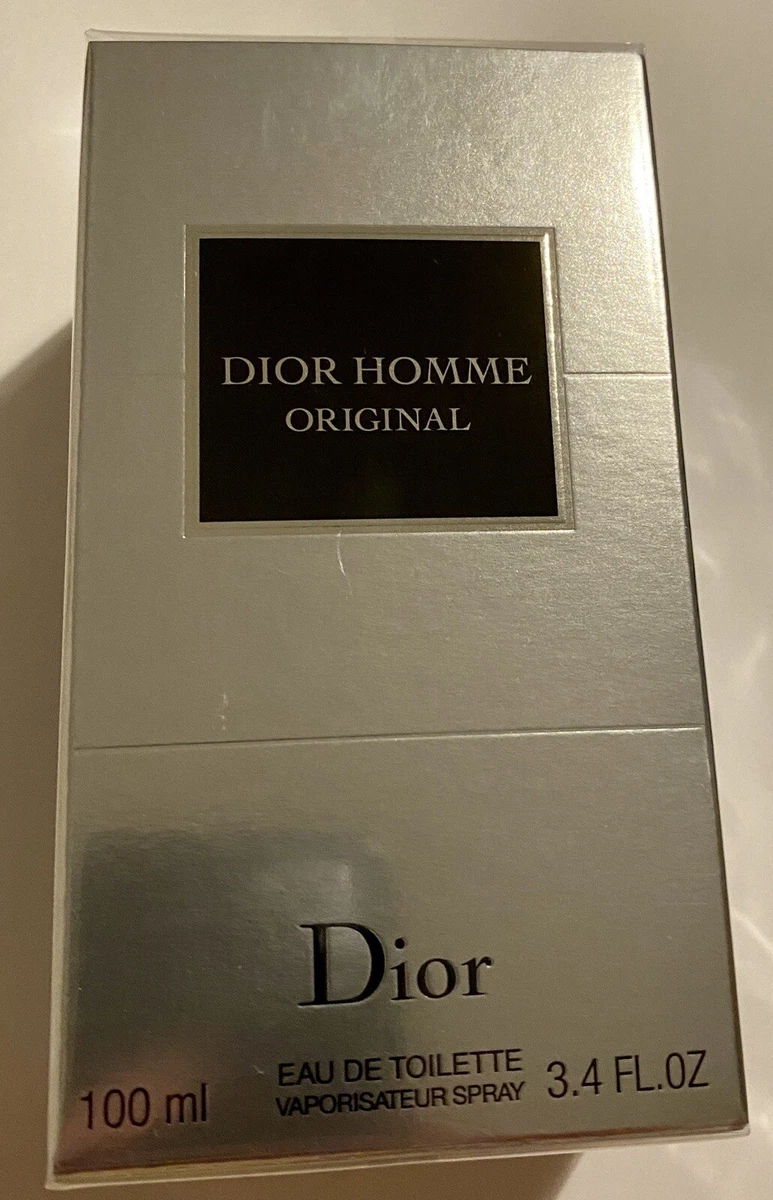 DIOR HOMME
ORIGINAL
Dior
EAU DE TOILETTE
VAPORISATEUR SPRAY
100 ml
3.4 FL.OZ